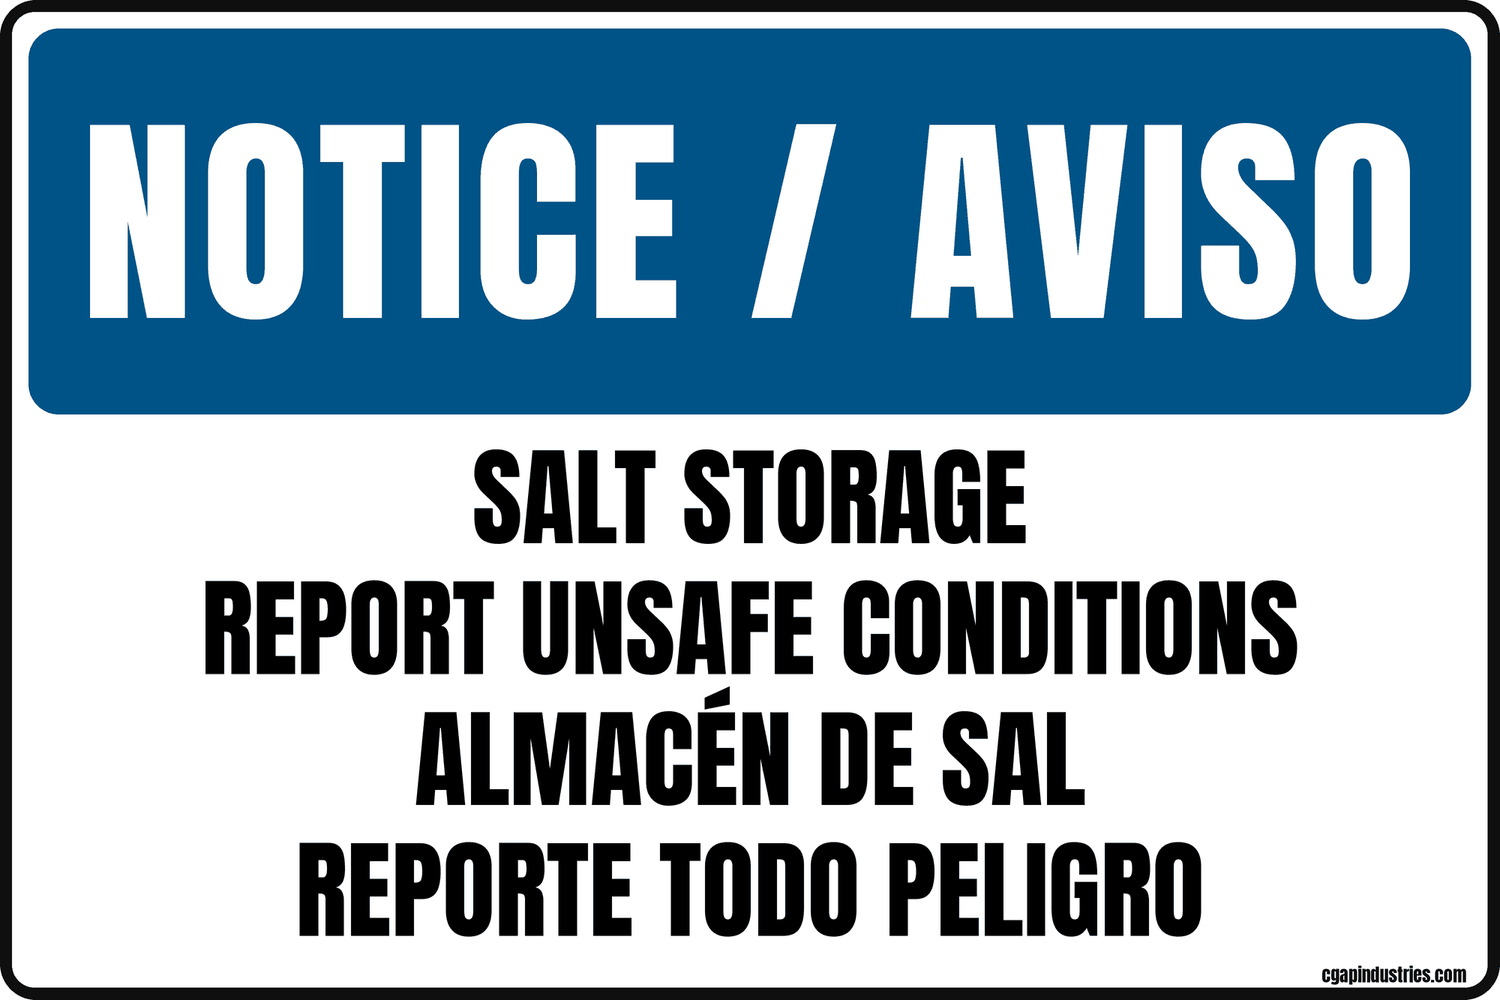 NOTICE / AVISO
SALT STORAGE
REPORT UNSAFE CONDITIONS
ALMACÉN DE SAL
REPORTE TODO PELIGRO
cgapindustries.com